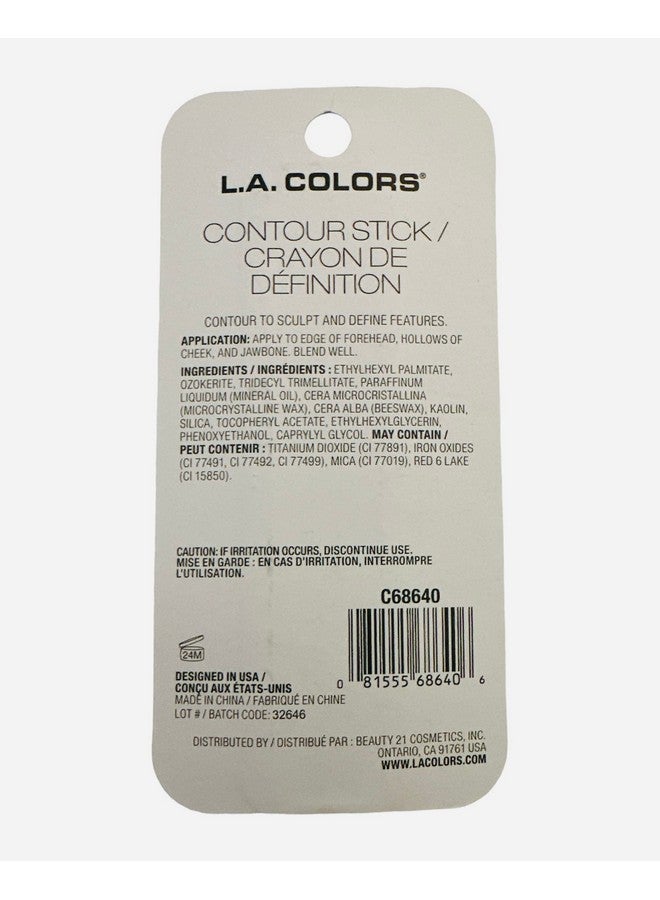 L.A. COLORS®
CONTOUR STICK /
CRAYON DE
DÉFINITION
CONTOUR TO SCULPT AND DEFINE FEATURES.
APPLICATION: APPLY TO EDGE OF FOREHEAD, HOLLOWS OF
CHEEK, AND JAWBONE. BLEND WELL.
INGREDIENTS / INGRÉDIENTS : ETHYLHEXYL PALMITATE,
OZOKERITE, TRIDECYL TRIMELLITATE, PARAFFINUM
LIQUIDUM (MINERAL OIL), CERA MICROCRISTALLINA
(MICROCRYSTALLINE WAX), CERA ALBA (BEESWAX), KAOLIN,
SILICA, TOCOPHERYL ACETATE, ETHYLHEXYLGLYCERIN,
PHENOXYETHANOL, CAPRYLYL GLYCOL. MAY CONTAIN /
PEUT CONTENIR : TITANIUM DIOXIDE (CI 77891), IRON OXIDES
(CI 77491, CI 77492, CI 77499), MICA (CI 77019), RED 6 LAKE
(CI 15850).
CAUTION: IF IRRITATION OCCURS, DISCONTINUE USE.
MISE EN GARDE : EN CAS D'IRRITATION, INTERROMPRE
L'UTILISATION.
C68640
0 81555 68640 6
24M
DESIGNED IN USA /
CONÇU AUX ÉTATS-UNIS
MADE IN CHINA / FABRIQUÉ EN CHINE
LOT # / BATCH CODE: 32646
DISTRIBUTED BY / DISTRIBUÉ PAR : BEAUTY 21 COSMETICS, INC.
ONTARIO, CA 91761 USA
WWW.LACOLORS.COM